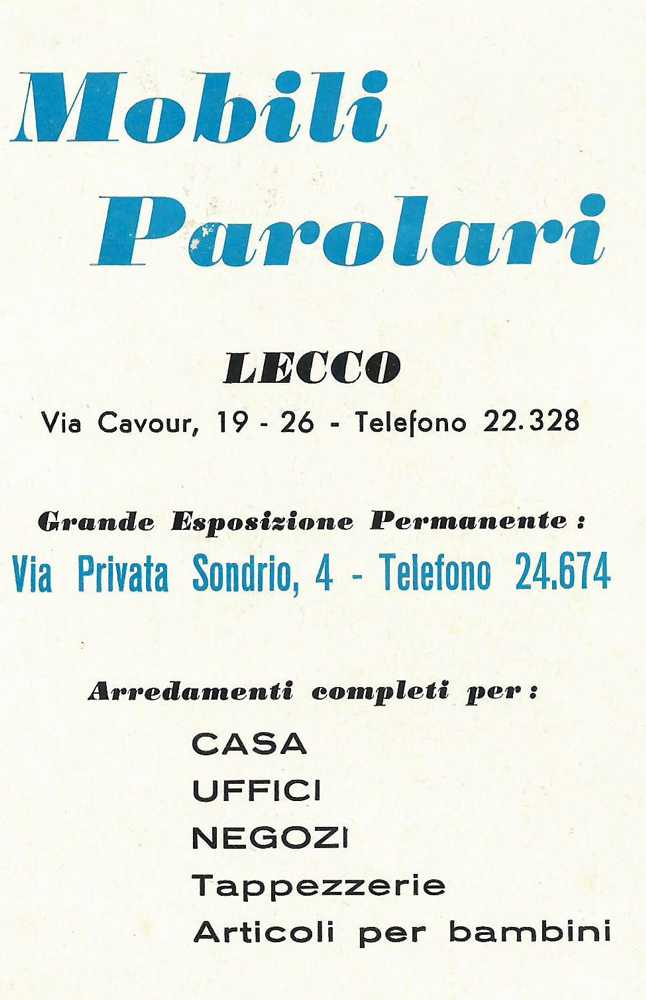 Mobili
Parolari
LECCO
Via Cavour, 19 - 26 - Telefono 22.328
Grande Esposizione Permanente :
Via Privata Sondrio, 4 - Telefono 24.674
Arredamenti completi per :
CASA
UFFICI
NEGOZI
Tappezzerie
Articoli per bambini